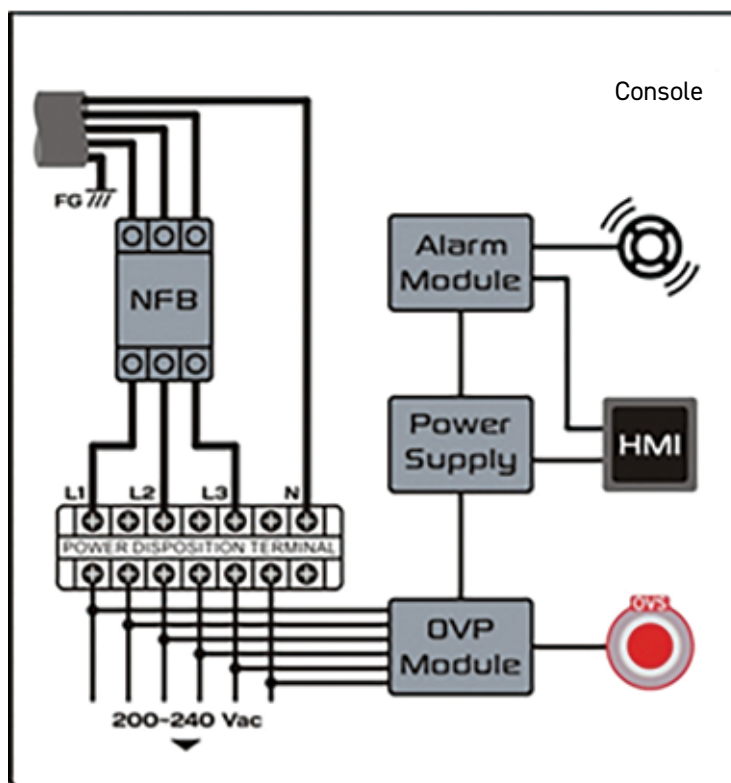 Console
FG
NFB
Alarm
Module
Power
Supply
HMI
L1 L2 L3 N
POWER DISPOSITION TERMINAL
OVS
OVP
Module
200~240 Vac